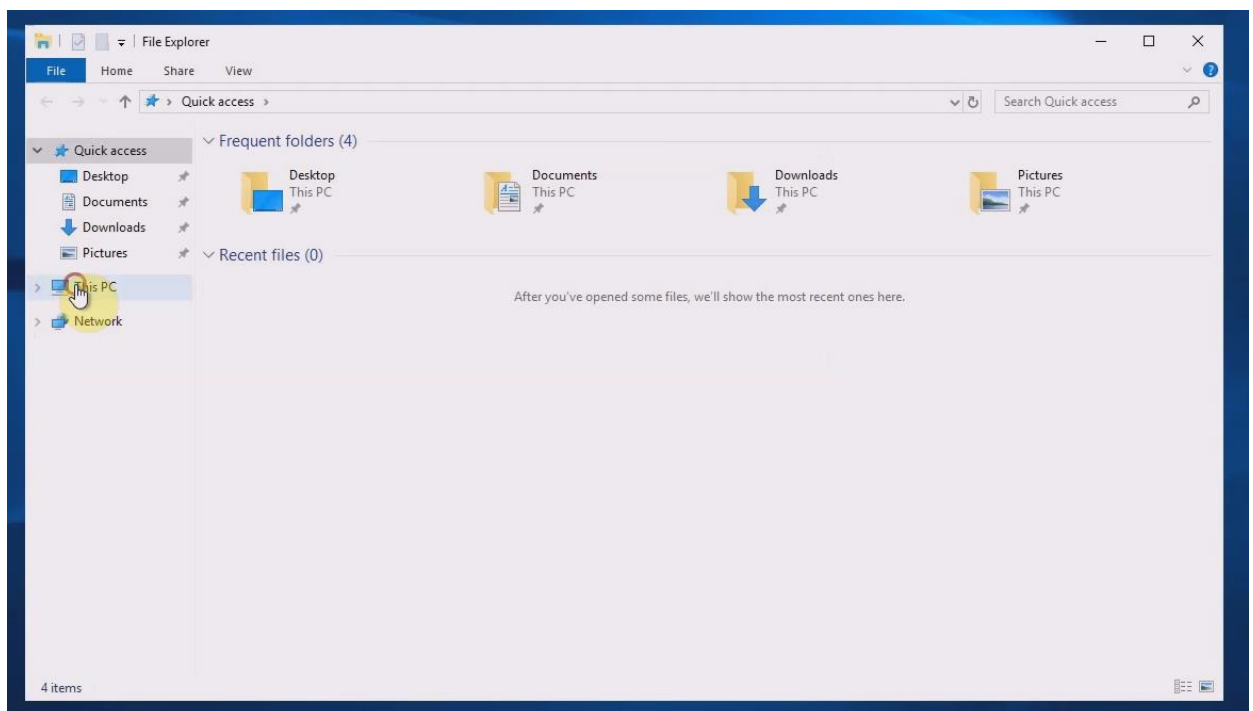 File Explorer
File Home Share View
Quick access
Search Quick access
Quick access
Desktop
Documents
Downloads
Pictures
This PC
Network
Frequent folders (4)
Desktop
This PC
Documents
This PC
Downloads
This PC
Pictures
This PC
Recent files (0)
After you've opened some files, we'll show the most recent ones here.
4 items